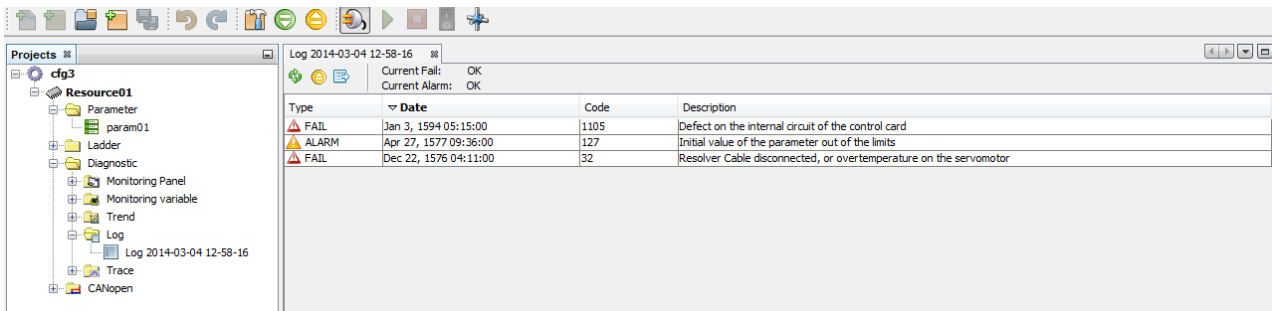 Projects
Log 2014-03-04 12-58-16
cfg3
Current Fail: OK
Current Alarm: OK
Resource01
Parameter
param01
Ladder
Diagnostic
Monitoring Panel
Monitoring variable
Trend
Log
Log 2014-03-04 12-58-16
Trace
CANopen
Type Date Code Description
FAIL Jan 3, 1594 05:15:00 1105 Defect on the internal circuit of the control card
ALARM Apr 27, 1577 09:36:00 127 Initial value of the parameter out of the limits
FAIL Dec 22, 1576 04:11:00 32 Resolver Cable disconnected, or overtemperature on the servomotor